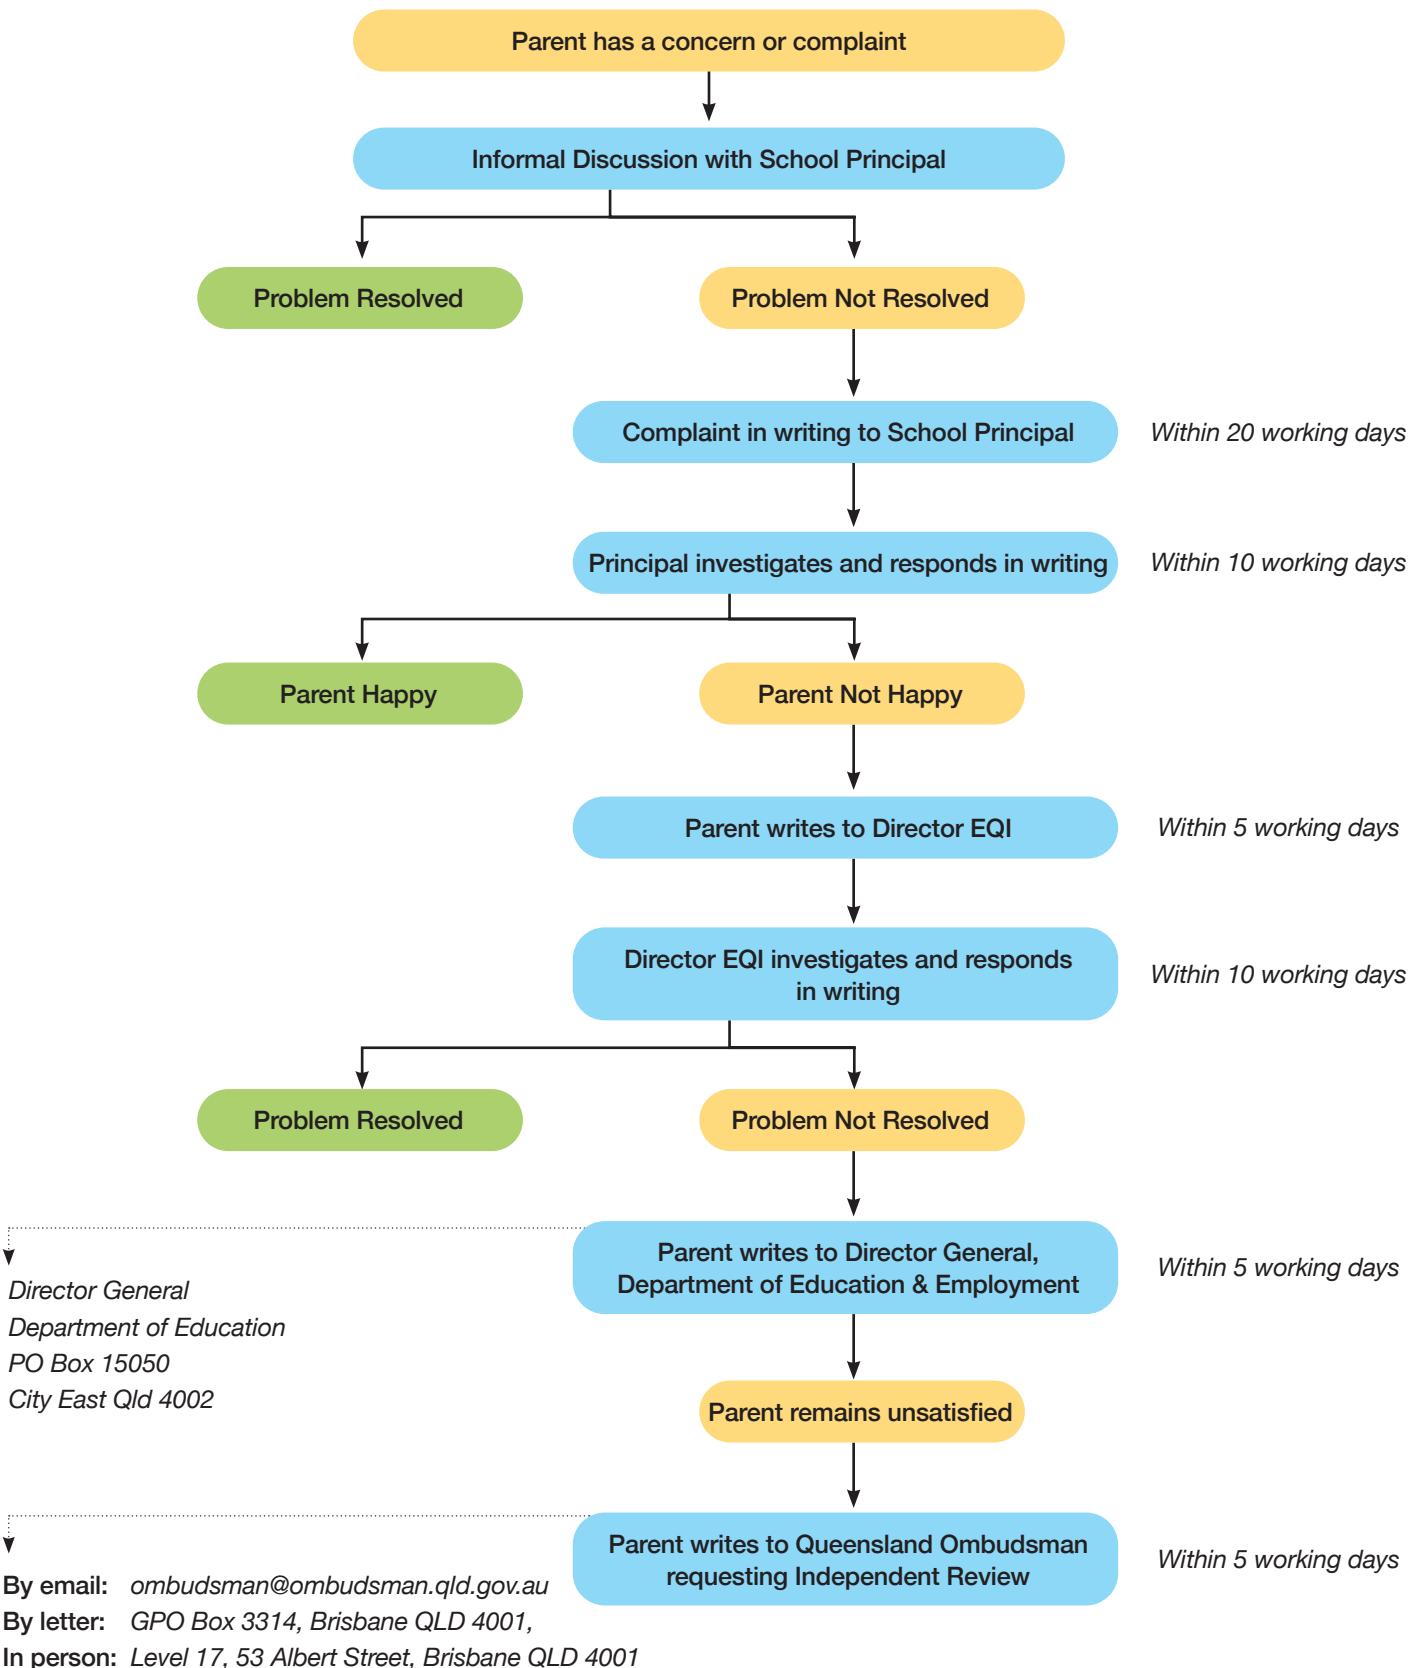 Parent has a concern or complaint
Informal Discussion with School Principal
Problem Resolved
Problem Not Resolved
Complaint in writing to School Principal
Within 20 working days
Principal investigates and responds in writing
Within 10 working days
Parent Happy
Parent Not Happy
Parent writes to Director EQI
Within 5 working days
Director EQI investigates and responds
in writing
Within 10 working days
Problem Resolved
Problem Not Resolved
Parent writes to Director General,
Department of Education & Employment
Within 5 working days
Director General
Department of Education
PO Box 15050
City East Qld 4002
Parent remains unsatisfied
Parent writes to Queensland Ombudsman
requesting Independent Review
Within 5 working days
By email: ombudsman@ombudsman.qld.gov.au
By letter: GPO Box 3314, Brisbane QLD 4001,
In person: Level 17, 53 Albert Street, Brisbane QLD 4001